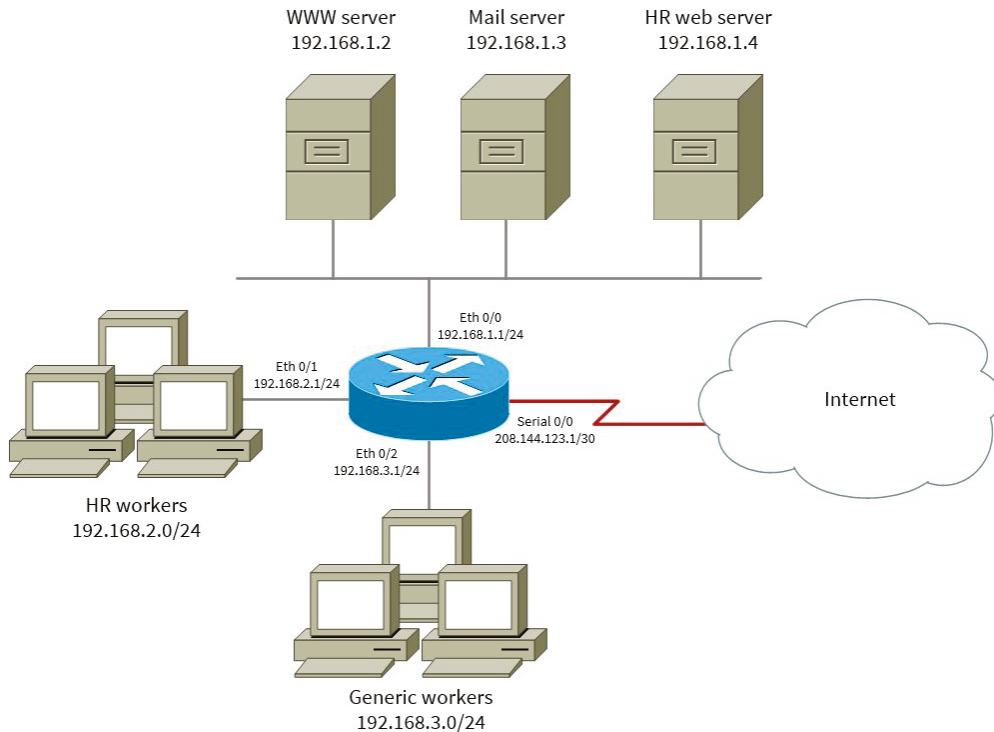 WWW server
192.168.1.2
Mail server
192.168.1.3
HR web server
192.168.1.4
Eth 0/0
192.168.1.1/24
Eth 0/1
192.168.2.1/24
Internet
Serial 0/0
208.144.123.1/30
Eth 0/2
192.168.3.1/24
HR workers
192.168.2.0/24
Generic workers
192.168.3.0/24